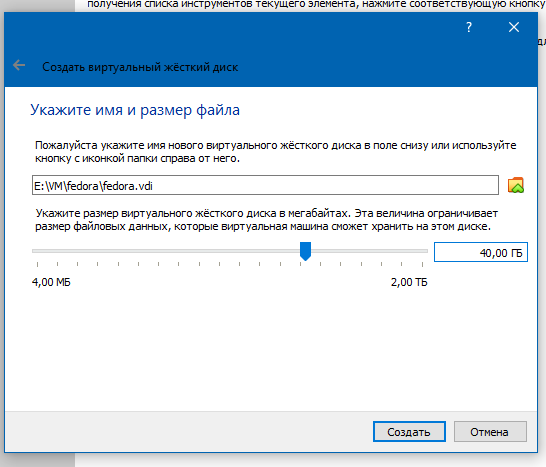 получения списка инструментов текущего элемента, нажмите соответствующую кнопку
?
Создать виртуальный жёсткий диск
Укажите имя и размер файла
Пожалуйста укажите имя нового виртуального жёсткого диска в поле снизу или используйте
кнопку с иконкой папки справа от него.
E:\VM\fedora\fedora.vdi
Укажите размер виртуального жёсткого диска в мегабайтах. Эта величина ограничивает
размер файловых данных, которые виртуальная машина сможет хранить на этом диске.
40,00 ГБ
4,00 МБ
2,00 ТБ
Создать
Отмена